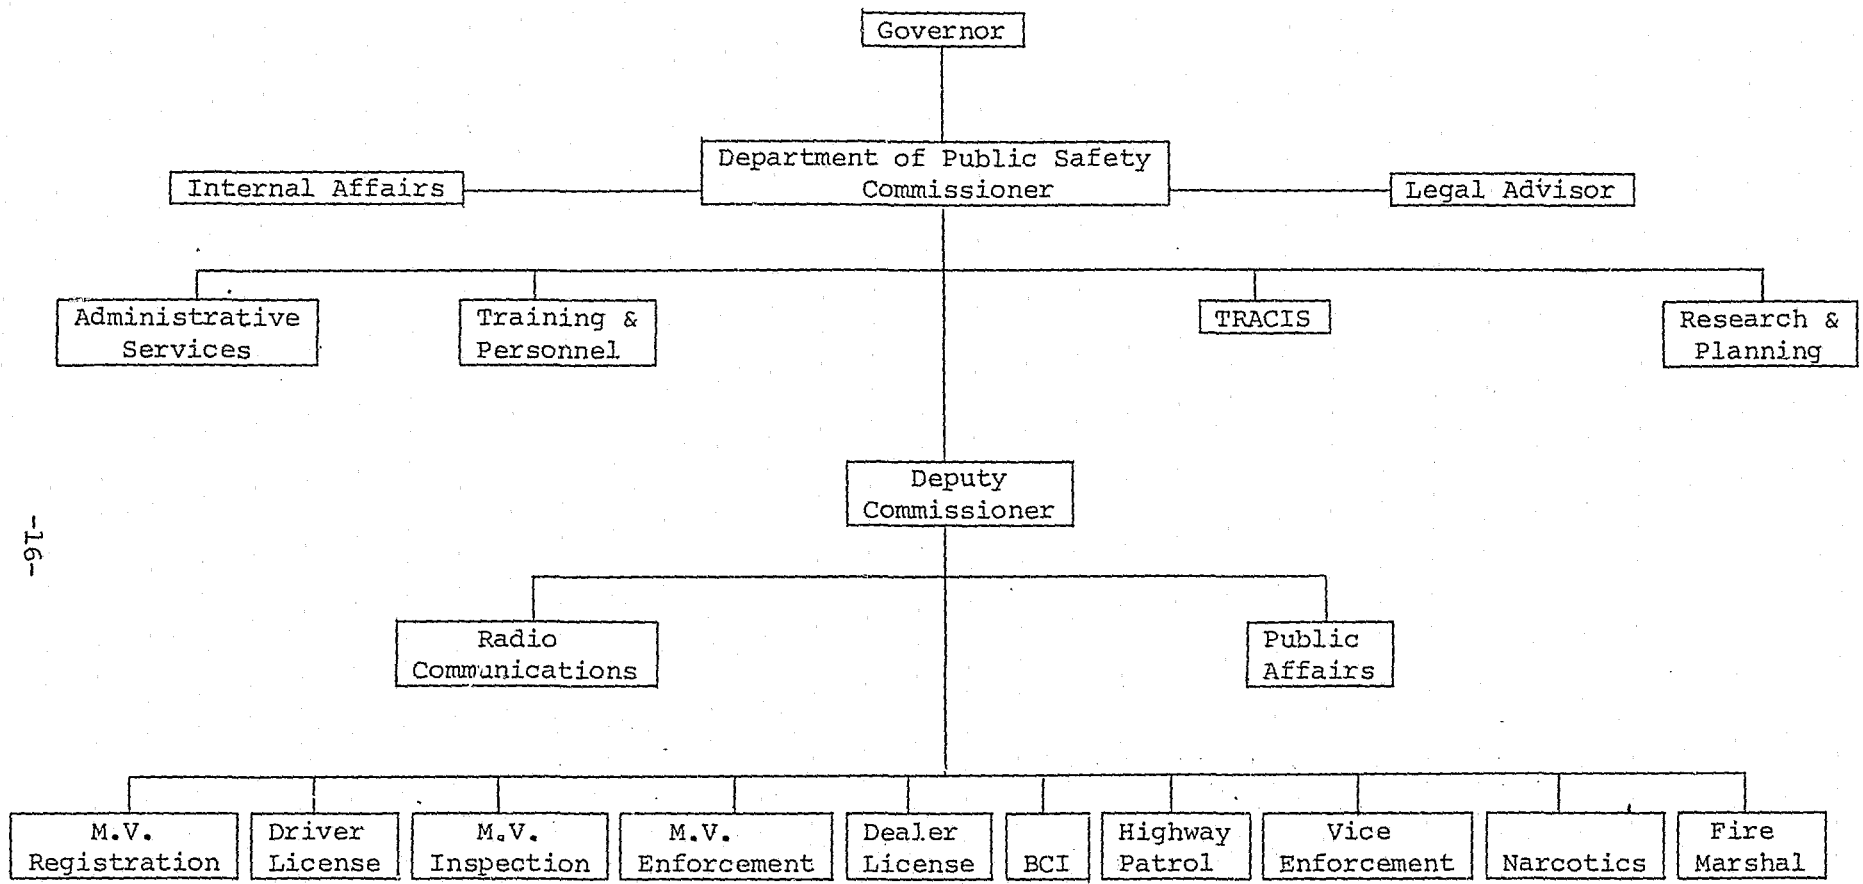 Governor
Department of Public Safety
Commissioner
Internal Affairs
Legal Advisor
Administrative
Services
Training &
Personnel
TRACIS
Research &
Planning
Deputy
Commissioner
-16-
Radio
Communications
Public
Affairs
M.V.
Registration
Driver
License
M.V.
Inspection
M.V.
Enforcement
Dealer
License
BCI
Highway
Patrol
Vice
Enforcement
Narcotics
Fire
Marshal